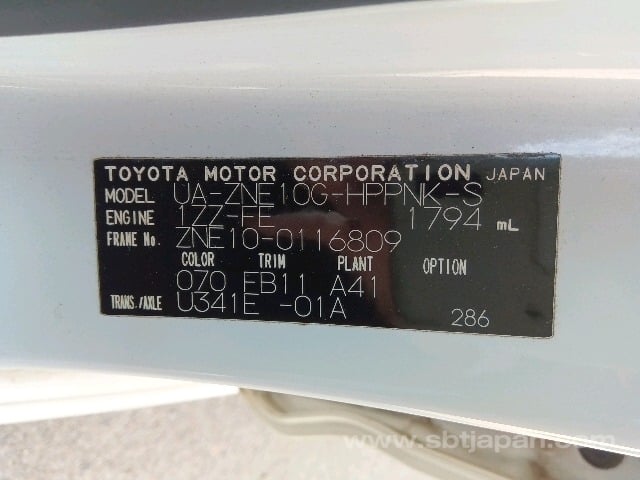 TOYOTA MOTOR CORPORATION JAPAN
MODEL UA-ZNE10G-HPPNK-S
ENGINE 1ZZ-FE 1794 mL
FRAME No. ZNE10-0116809
COLOR TRIM PLANT OPTION
070 FB11 A41
TRANS./AXLE U341E -01A 286
www.sbtjapan.com